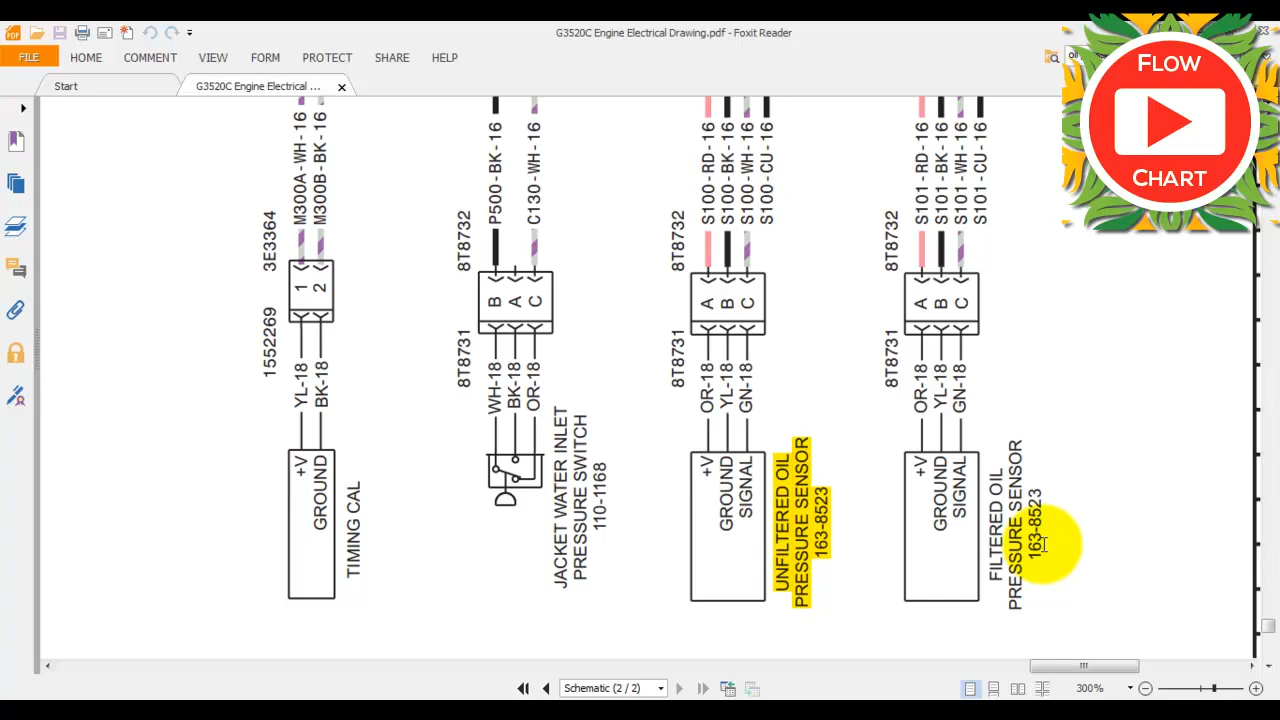 G3520C Engine Electrical Drawing.pdf - Foxit Reader
FILE HOME COMMENT VIEW FORM PROTECT SHARE HELP
Start
G3520C Engine Electrical ...
FLOW
CHART
3E3364
M300A-WH-16
M300B-BK-16
1
2
1552269
YL-18
BK-18
+V
GROUND
TIMING CAL
8T8732
P500-BK-16
C130-WH-16
B
A
C
8T8731
WH-18
BK-18
OR-18
JACKET WATER INLET
PRESSURE SWITCH
110-1168
8T8732
S100-RD-16
S100-BK-16
S100-WH-16
S100-CU-16
A
B
C
8T8731
OR-18
YL-18
GN-18
+V
GROUND
SIGNAL
UNFILTERED OIL
PRESSURE SENSOR
163-8523
8T8732
S101-RD-16
S101-BK-16
S101-WH-16
S101-CU-16
A
B
C
8T8731
OR-18
YL-18
GN-18
+V
GROUND
SIGNAL
FILTERED OIL
PRESSURE SENSOR
163-8523
Schematic (2 / 2)
300%